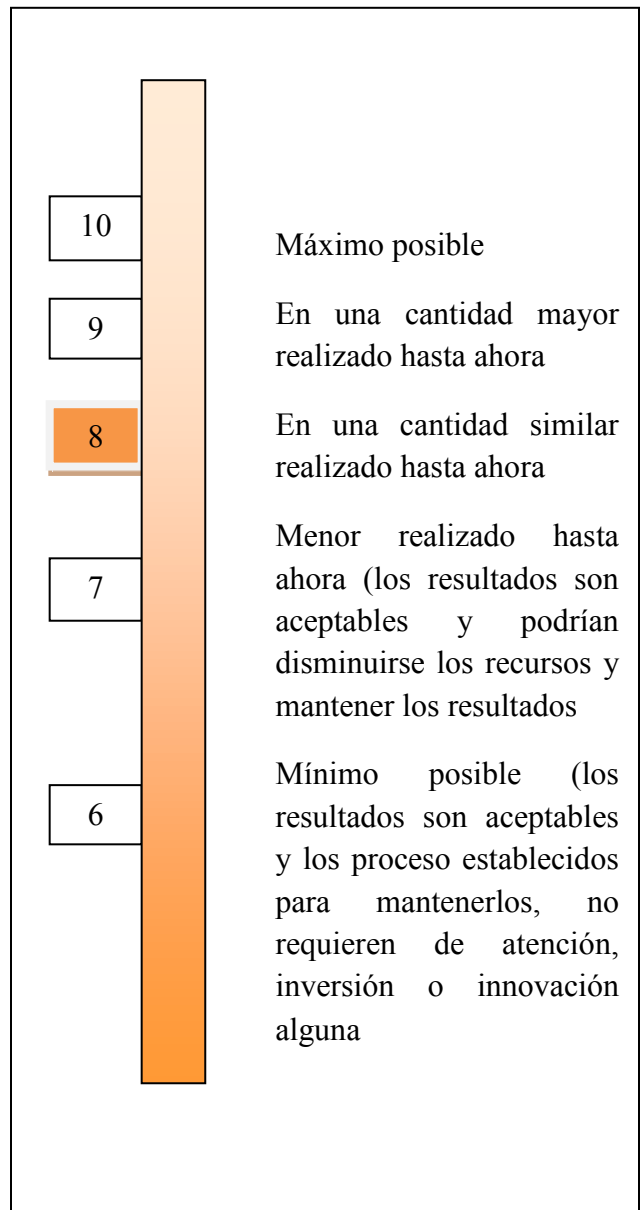 10
Máximo posible
9
En una cantidad mayor
realizado hasta ahora
8
En una cantidad similar
realizado hasta ahora
7
Menor realizado hasta
ahora (los resultados son
aceptables y podrían
disminuirse los recursos y
mantener los resultados
6
Mínimo posible (los
resultados son aceptables
y los proceso establecidos
para mantenerlos, no
requieren de atención,
inversión o innovación
alguna